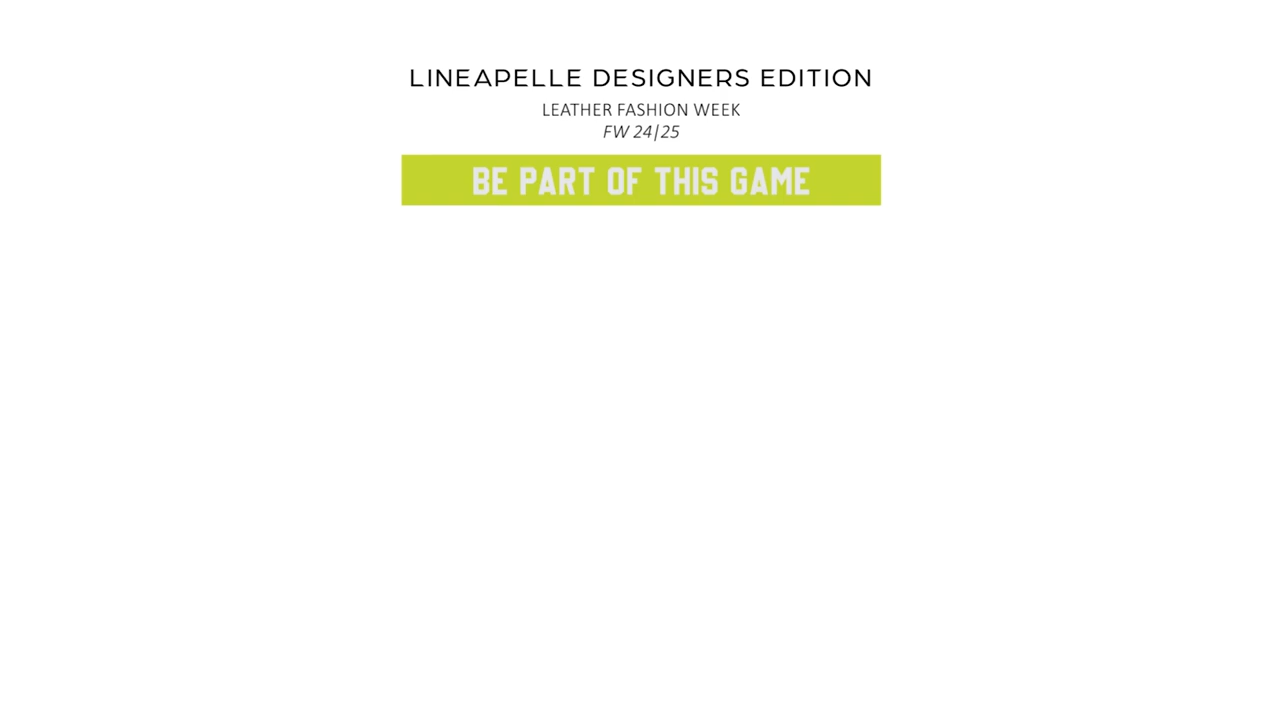 LINEAPELLE DESIGNERS EDITION
LEATHER FASHION WEEK
FW 24|25
BE PART OF THIS GAME